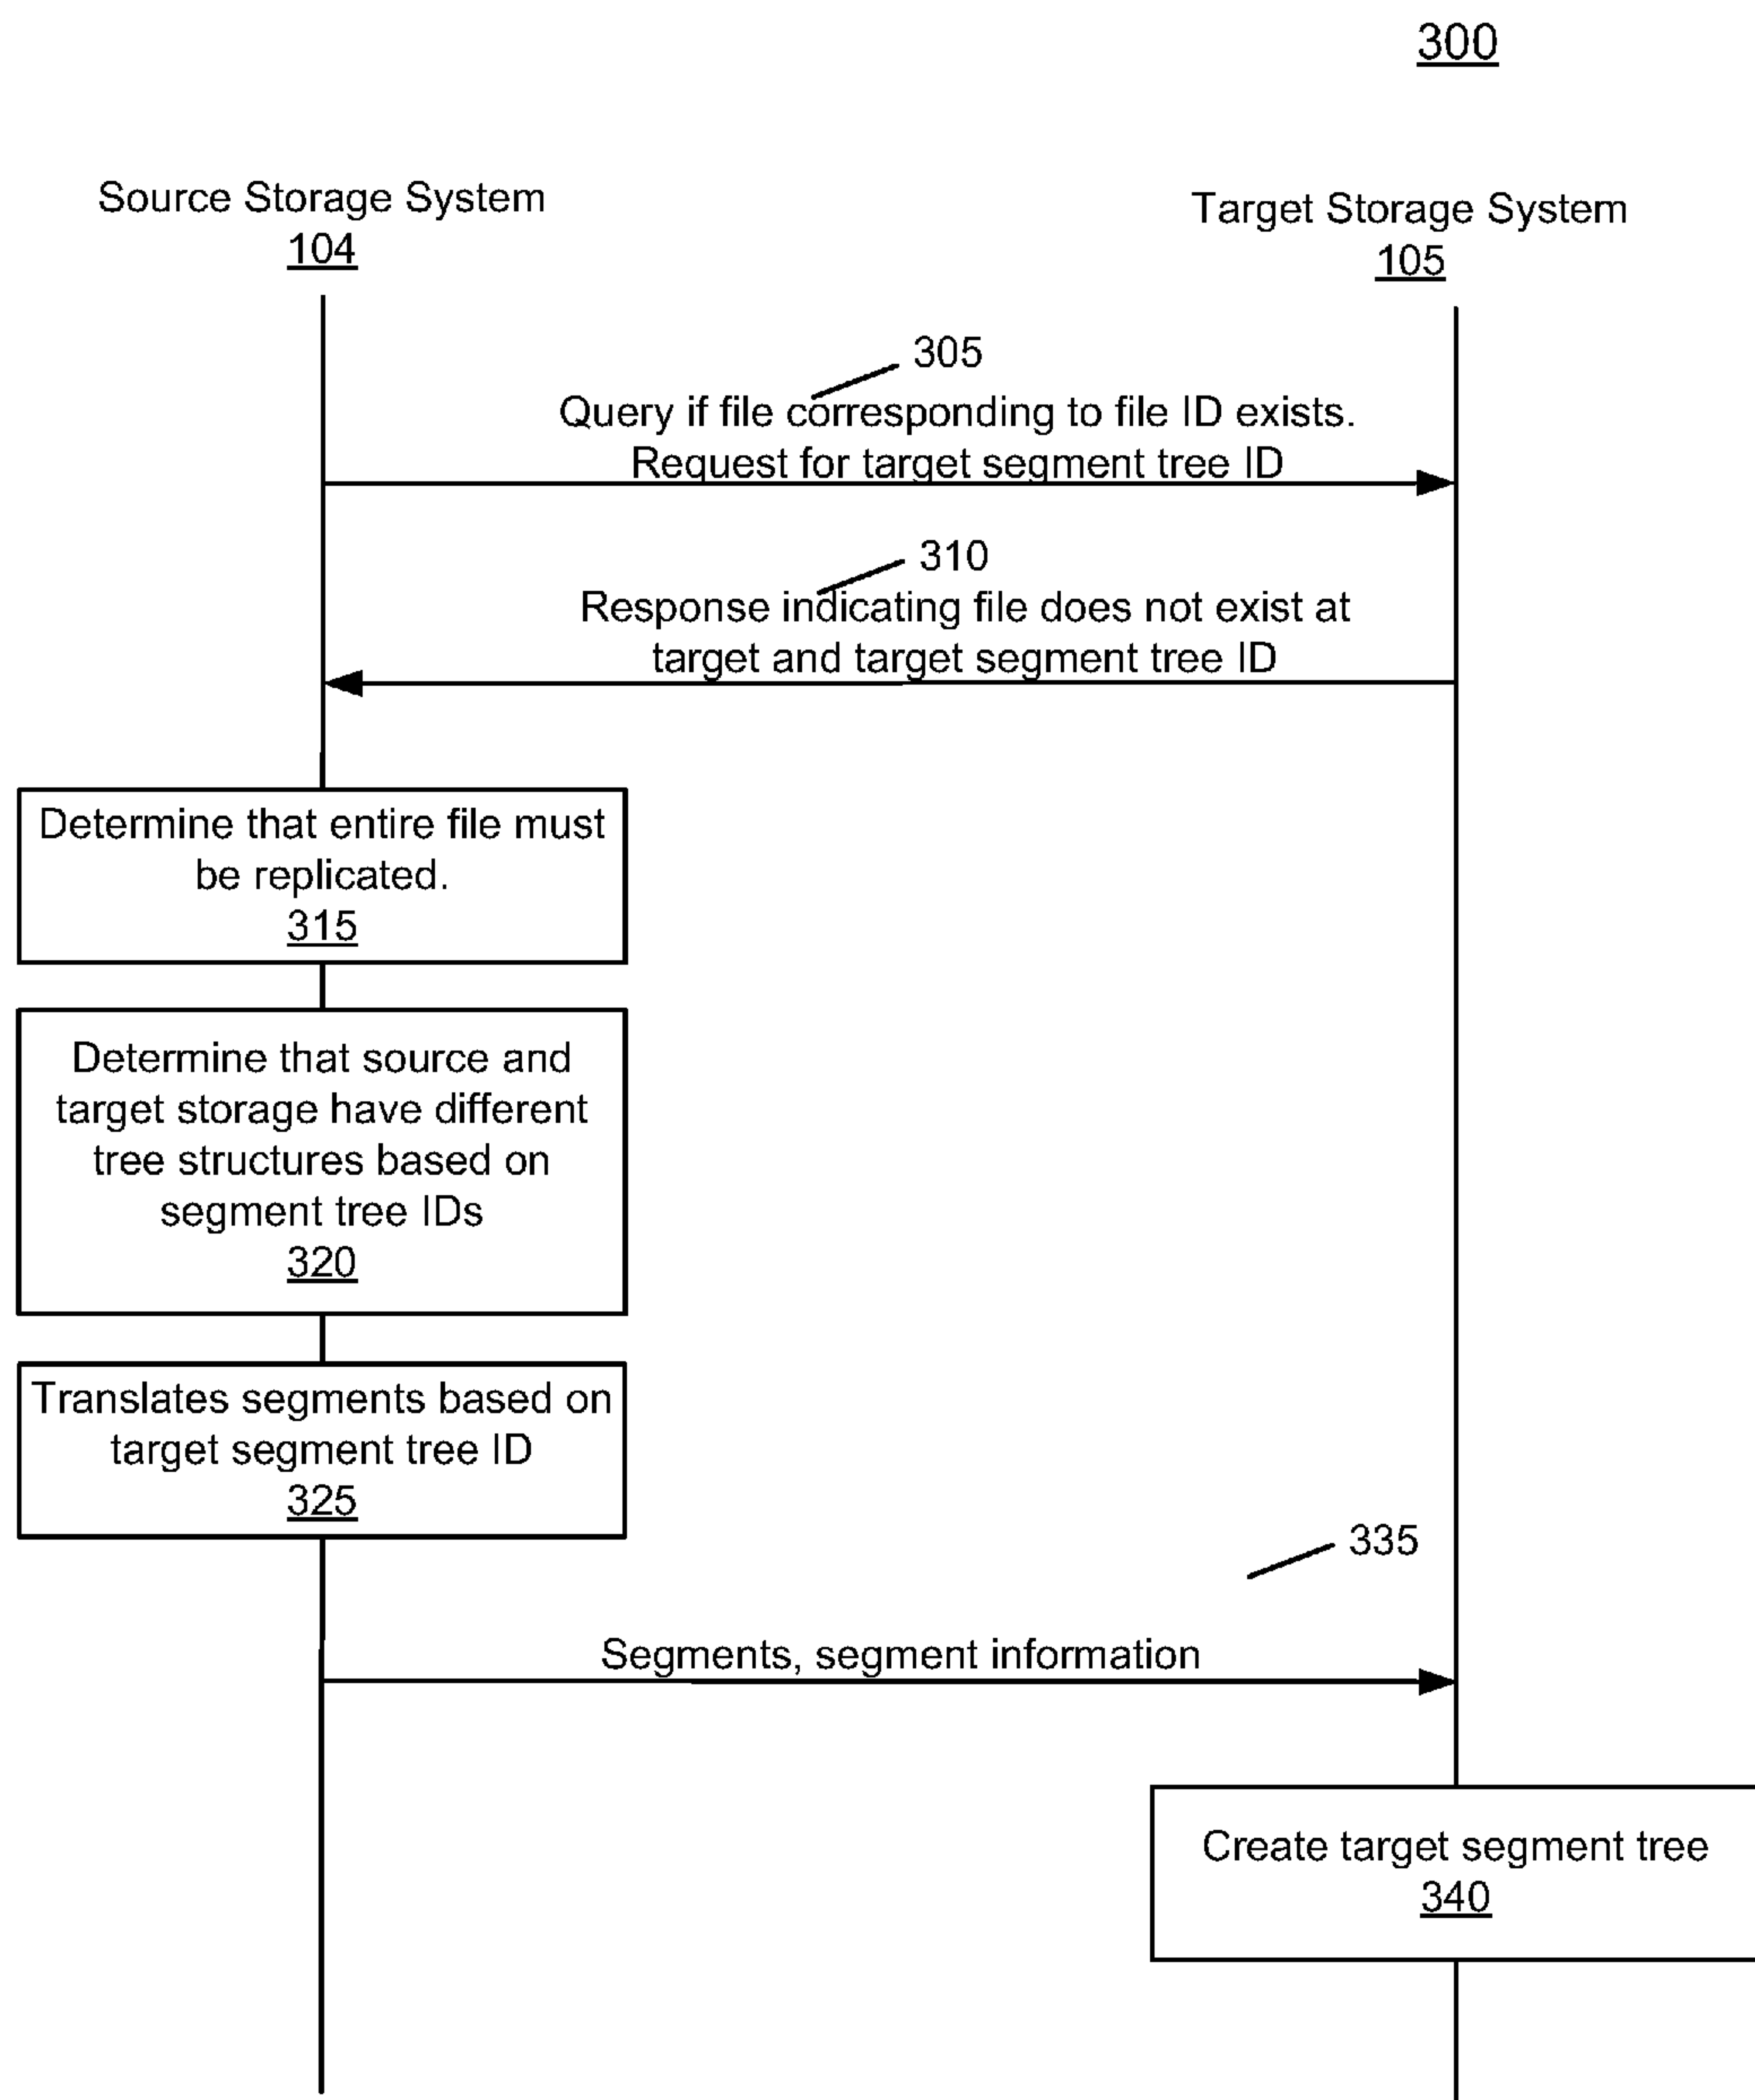 300
Source Storage System
104
Target Storage System
105
305
Query if file corresponding to file ID exists.
Request for target segment tree ID
310
Response indicating file does not exist at
target and target segment tree ID
Determine that entire file must
be replicated.
315
Determine that source and
target storage have different
tree structures based on
segment tree IDs
320
Translates segments based on
target segment tree ID
325
335
Segments, segment information
Create target segment tree
340